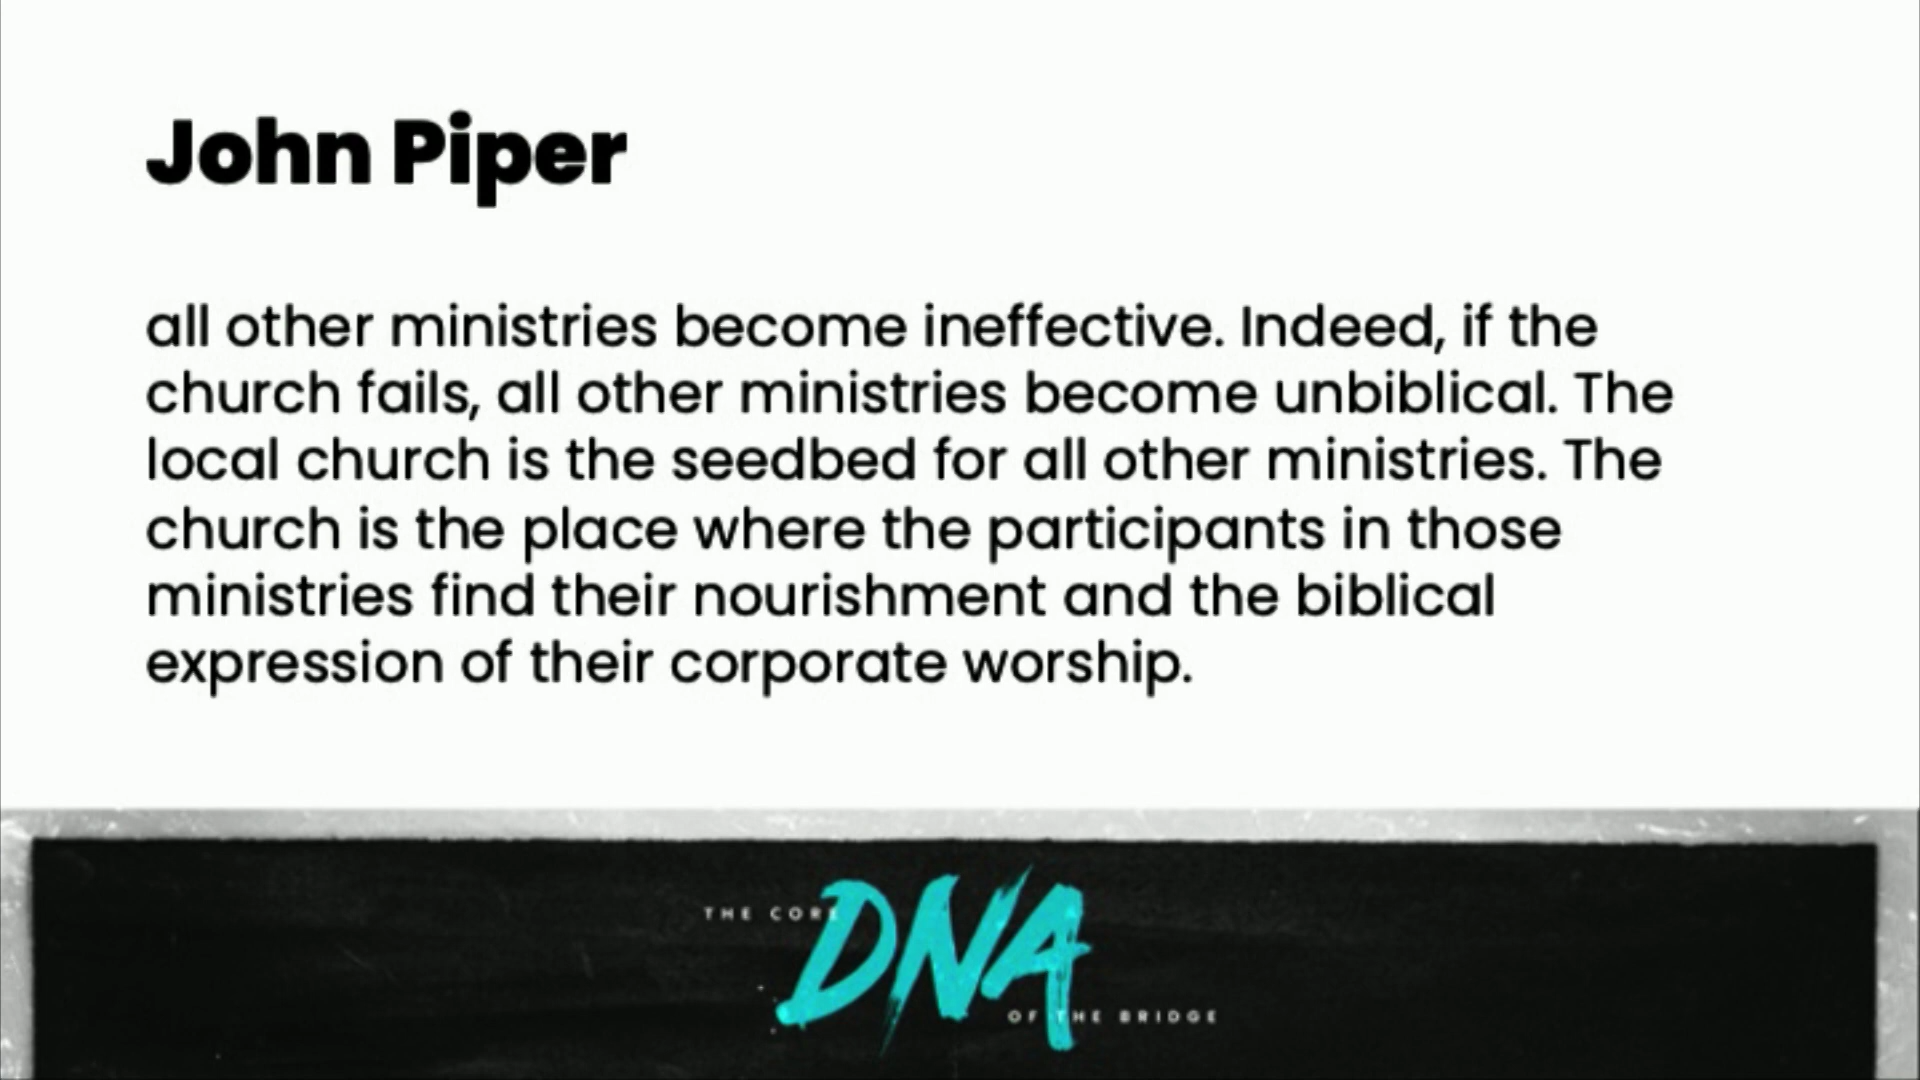 John Piper
all other ministries become ineffective. Indeed, if the
church fails, all other ministries become unbiblical. The
local church is the seedbed for all other ministries. The
church is the place where the participants in those
ministries find their nourishment and the biblical
expression of their corporate worship.
THE CORE
DNA
OF THE BRIDGE